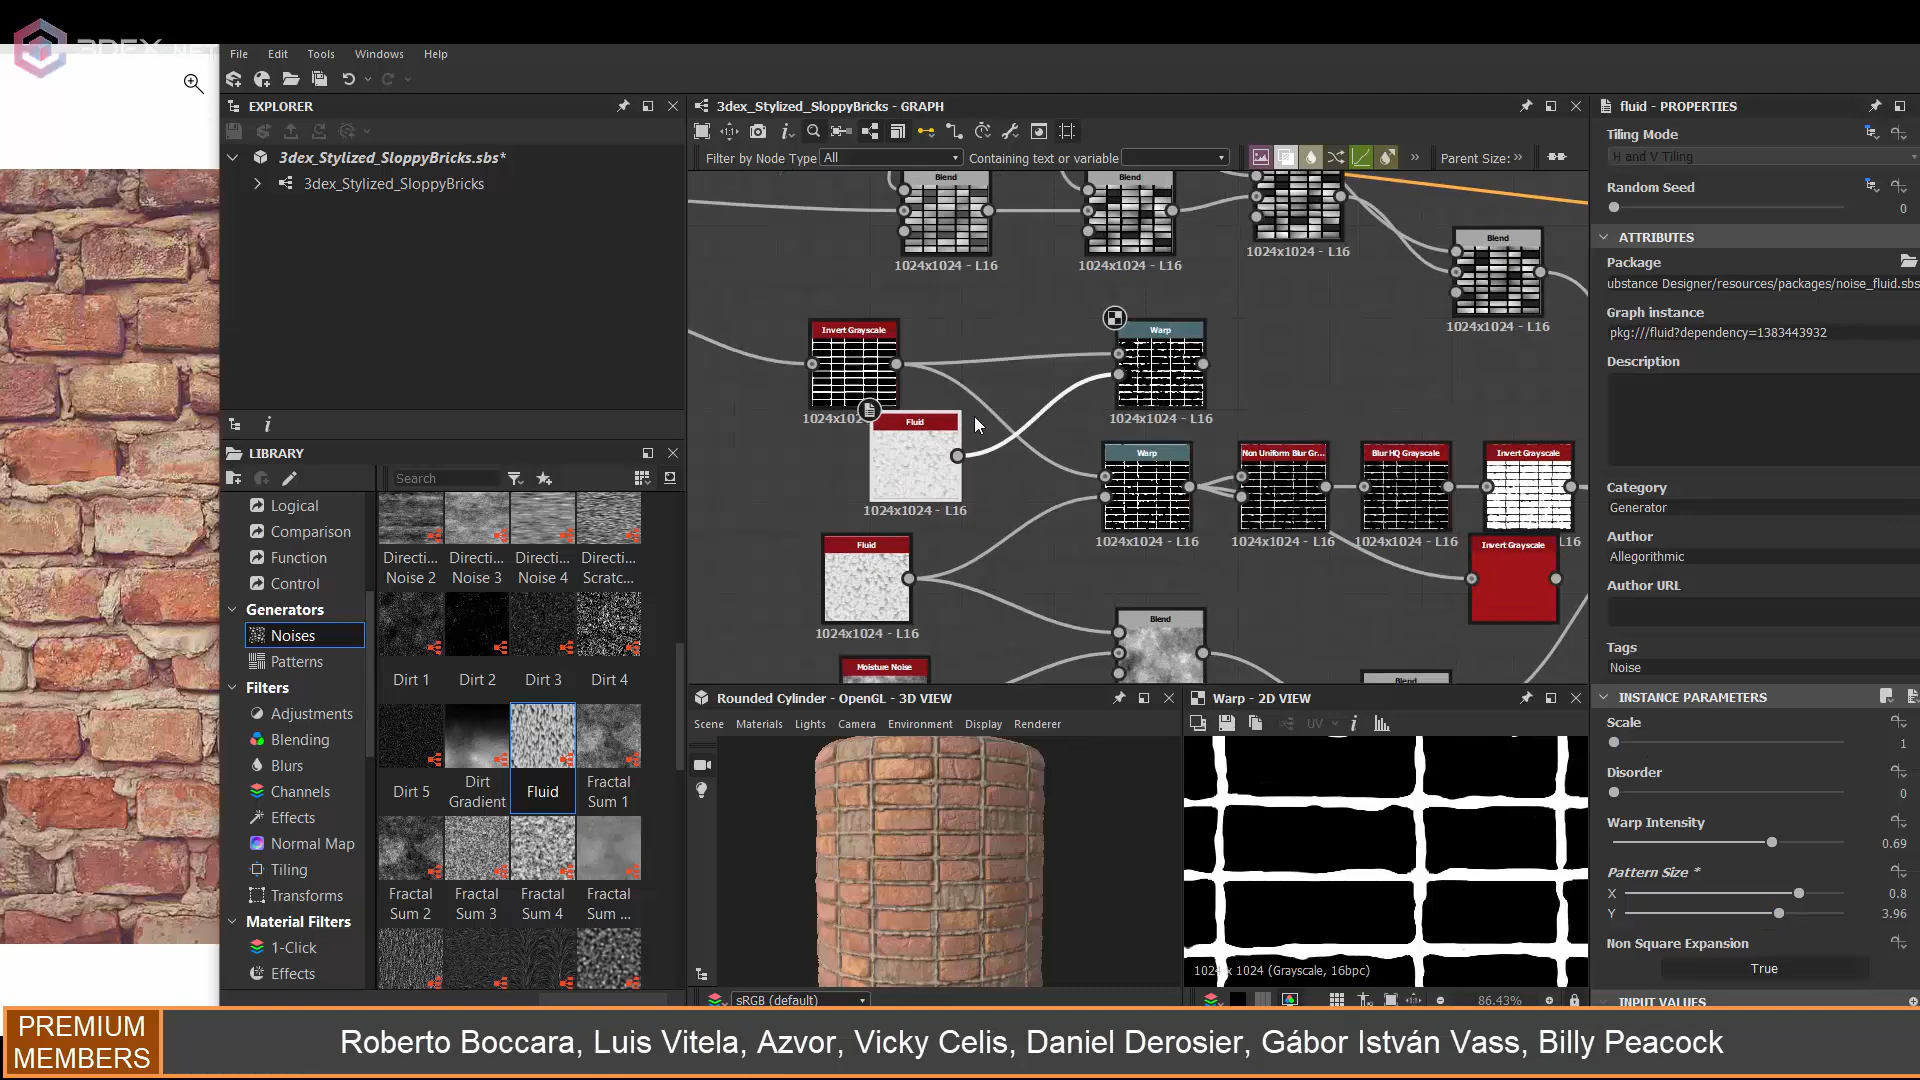 3DEX.NET
File Edit Tools Windows Help
EXPLORER
3dex_Stylized_SloppyBricks.sbs*
3dex_Stylized_SloppyBricks
LIBRARY
Search
Logical
Comparison
Function
Control
Generators
Noises
Patterns
Filters
Adjustments
Blending
Blurs
Channels
Effects
Normal Map
Tiling
Transforms
Material Filters
1-Click
Effects
Directi... Directi... Directi... Directi...
Noise 2 Noise 3 Noise 4 Scratc...
Dirt 1 Dirt 2 Dirt 3 Dirt 4
Dirt 5 Dirt Gradient Fluid Fractal Sum 1
Fractal Fractal Fractal Fractal
Sum 2 Sum 3 Sum 4 Sum ...
3dex_Stylized_SloppyBricks - GRAPH
Filter by Node Type All Containing text or variable Parent Size:
Blend
1024x1024 - L16
Blend
1024x1024 - L16
1024x1024 - L16
Blend
1024x1024 - L16
Invert Grayscale
1024x102
Warp
1024x1024 - L16
Fluid
1024x1024 - L16
Warp
1024x1024 - L16
Non Uniform Blur Gr...
1024x1024 - L16
Blur HQ Grayscale
1024x1024 - L16
Invert Grayscale
L16
Invert Grayscale
Fluid
1024x1024 - L16
Blend
Moisture Noise
Blend
Rounded Cylinder - OpenGL - 3D VIEW
Scene Materials Lights Camera Environment Display Renderer
sRGB (default)
Warp - 2D VIEW
UV
1024 x 1024 (Grayscale, 16bpc)
86.43%
fluid - PROPERTIES
Tiling Mode
H and V Tiling
Random Seed
0
ATTRIBUTES
Package
ubstance Designer/resources/packages/noise_fluid.sbs
Graph instance
pkg:///fluid?dependency=1383443932
Description
Category
Generator
Author
Allegorithmic
Author URL
Tags
Noise
INSTANCE PARAMETERS
Scale
1
Disorder
0
Warp Intensity
0.69
Pattern Size *
X 0.8
Y 3.96
Non Square Expansion
True
INPUT VALUES
PREMIUM
MEMBERS
Roberto Boccara, Luis Vitela, Azvor, Vicky Celis, Daniel Derosier, Gábor István Vass, Billy Peacock